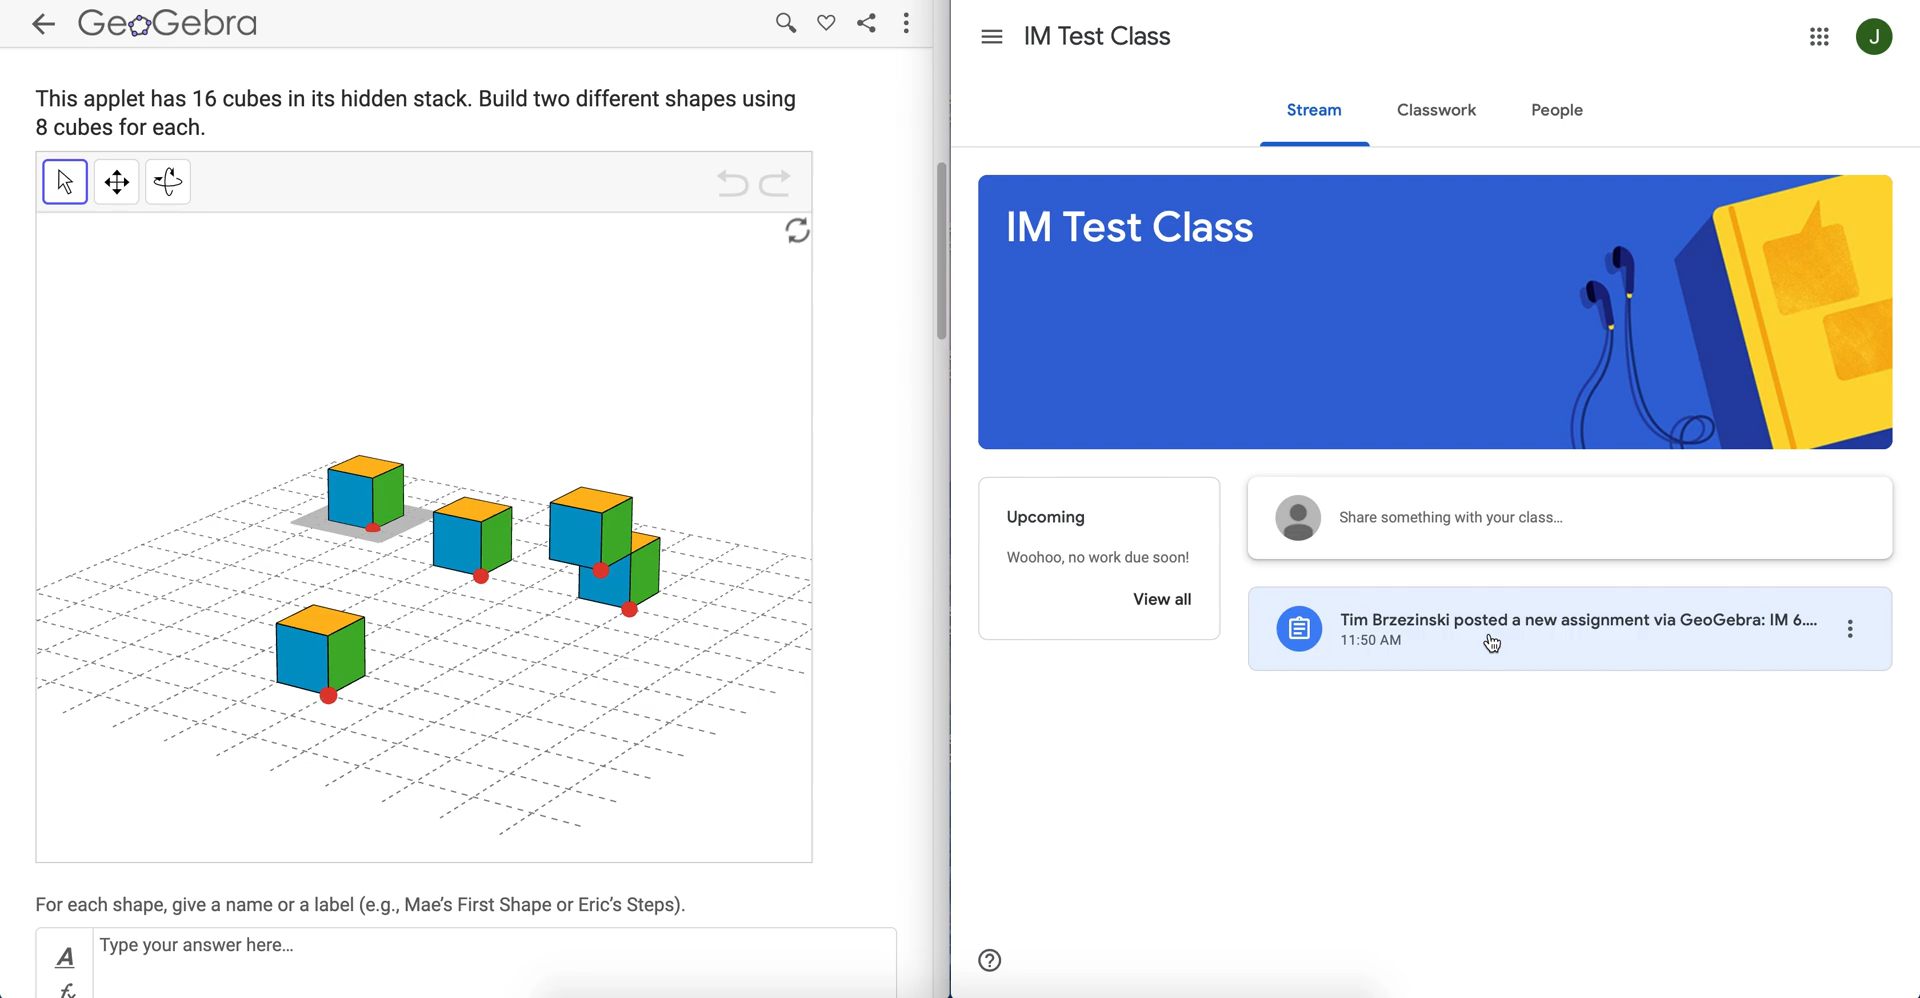 GeoGebra
This applet has 16 cubes in its hidden stack. Build two different shapes using
8 cubes for each.
For each shape, give a name or a label (e.g., Mae's First Shape or Eric's Steps).
A
Type your answer here...
fx
IM Test Class
J
Stream
Classwork
People
IM Test Class
Upcoming
Woohoo, no work due soon!
View all
Share something with your class...
Tim Brzezinski posted a new assignment via GeoGebra: IM 6....
11:50 AM